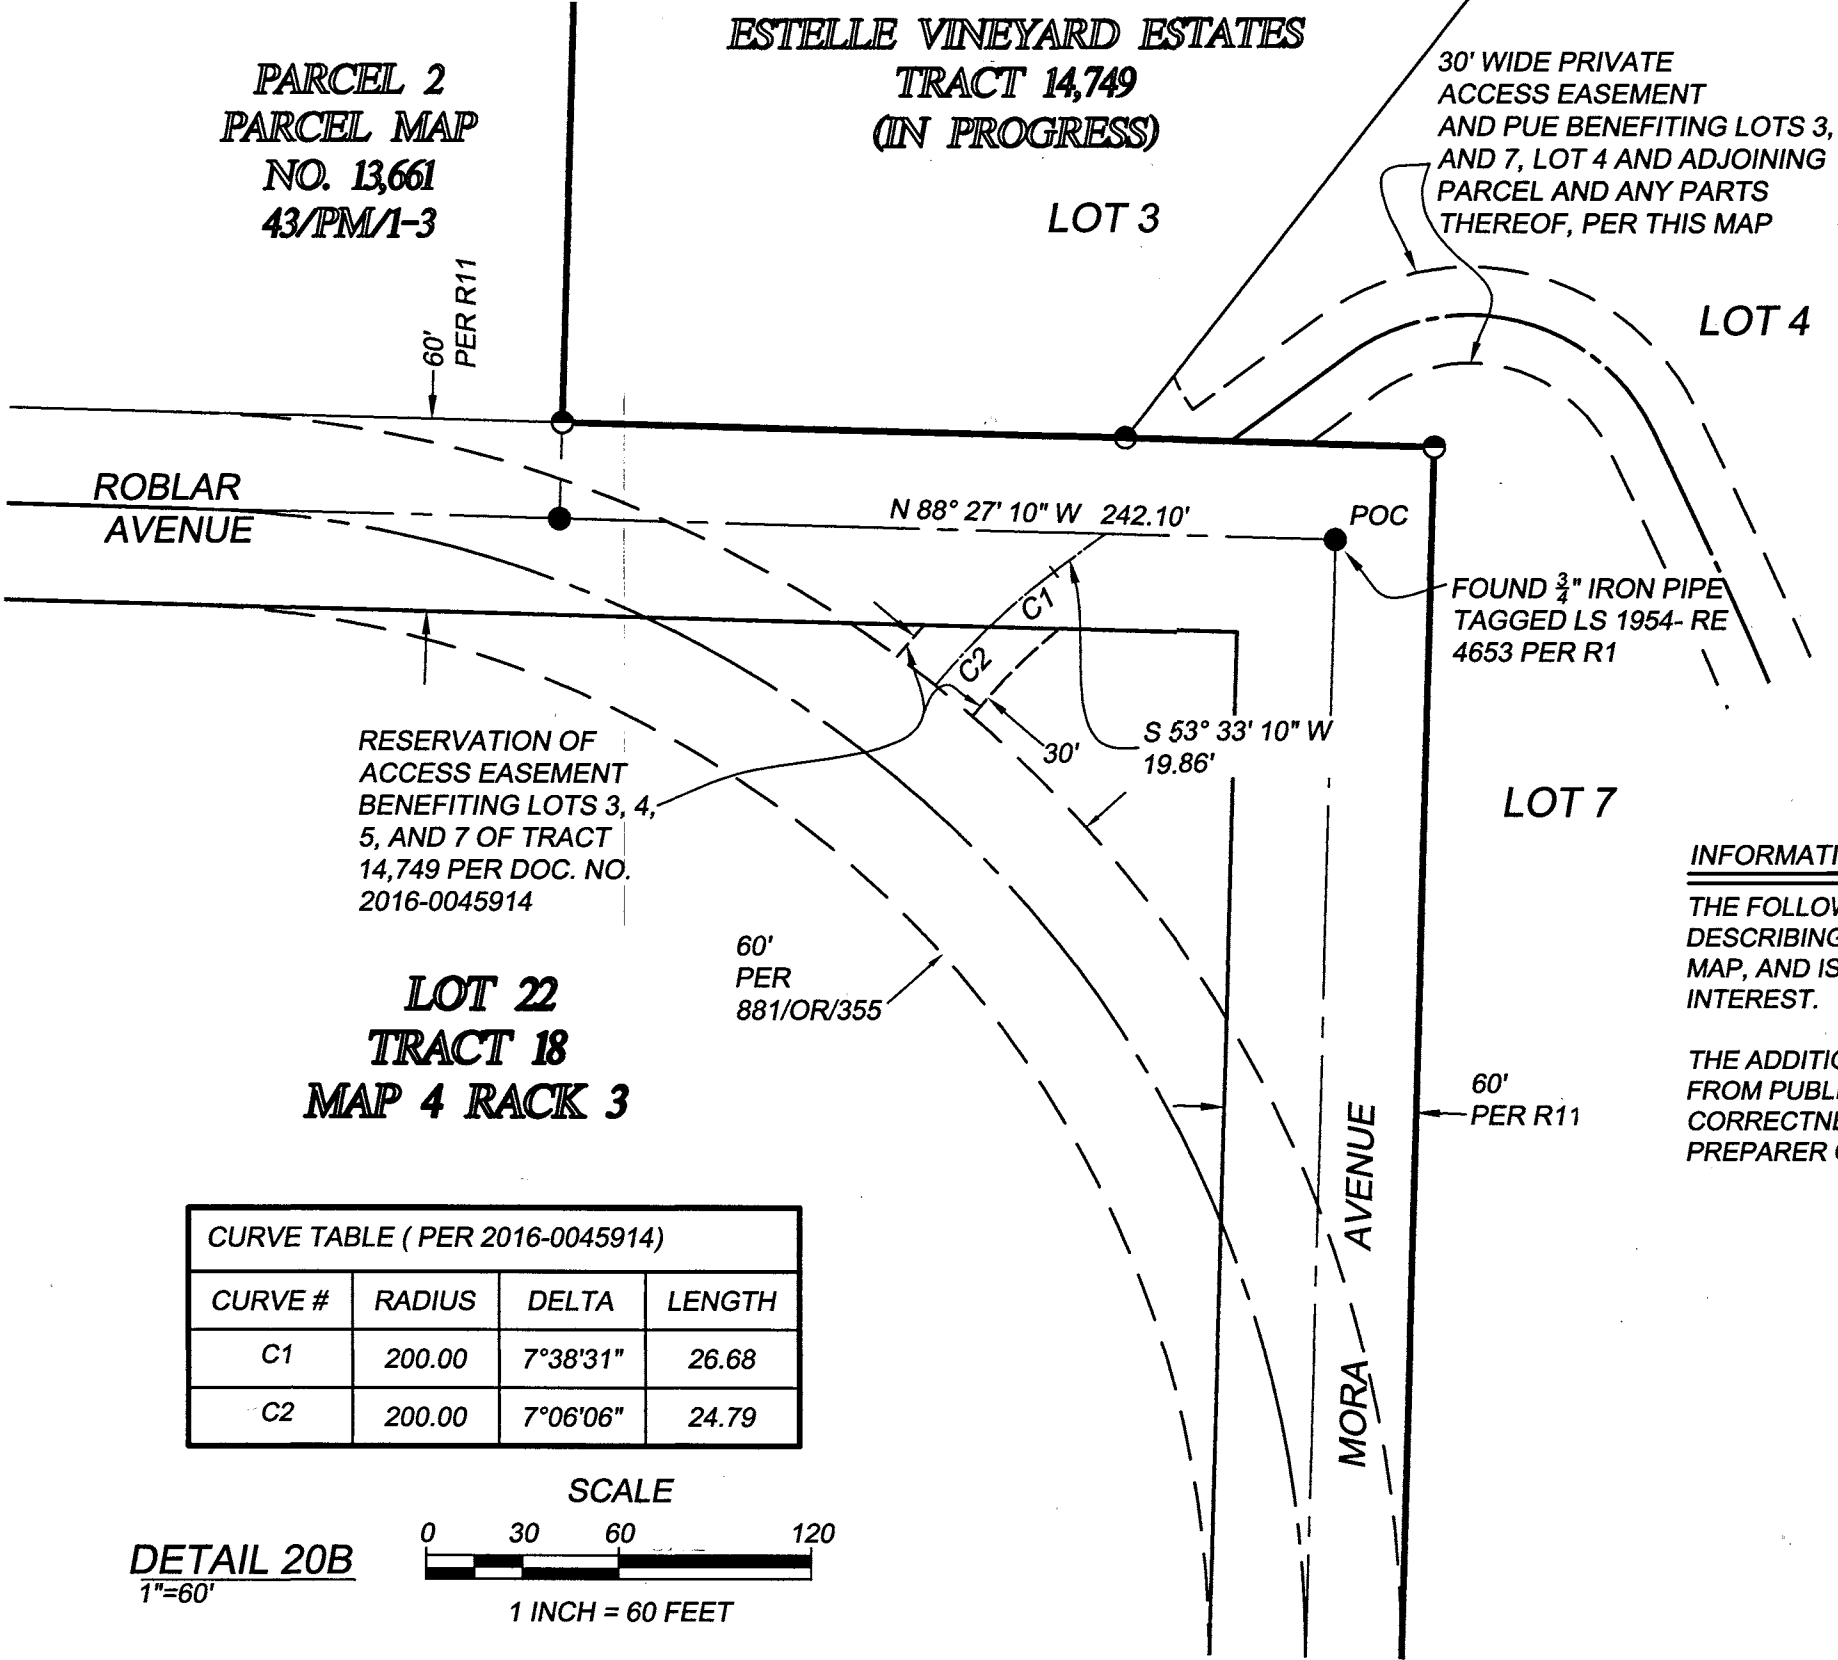 ESTELLE VINEYARD ESTATES
TRACT 14,749
(IN PROGRESS)
PARCEL 2
PARCEL MAP
NO. 13,661
43/PM/1-3
30' WIDE PRIVATE
ACCESS EASEMENT
AND PUE BENEFITING LOTS 3,
AND 7, LOT 4 AND ADJOINING
PARCEL AND ANY PARTS
THEREOF, PER THIS MAP
LOT 3
LOT 4
60'
PER R11
ROBLAR
AVENUE
N 88° 27' 10" W 242.10'
POC
FOUND 3/4" IRON PIPE
TAGGED LS 1954- RE
4653 PER R1
C1
C2
30'
S 53° 33' 10" W
19.86'
RESERVATION OF
ACCESS EASEMENT
BENEFITING LOTS 3, 4,
5, AND 7 OF TRACT
14,749 PER DOC. NO.
2016-0045914
LOT 7
60'
PER
881/OR/355
LOT 22
TRACT 18
MAP 4 RACK 3
60'
PER R11
MORA AVENUE
THE
DESCRIBING
MAP, AND IS
INTEREST.
THE
FROM
PREPARER
CURVE TABLE ( PER 2016-0045914)
CURVE # RADIUS DELTA LENGTH
C1 200.00 7°38'31" 26.68
C2 200.00 7°06'06" 24.79
SCALE
0 30 60 120
1 INCH = 60 FEET
DETAIL 20B
1"=60'